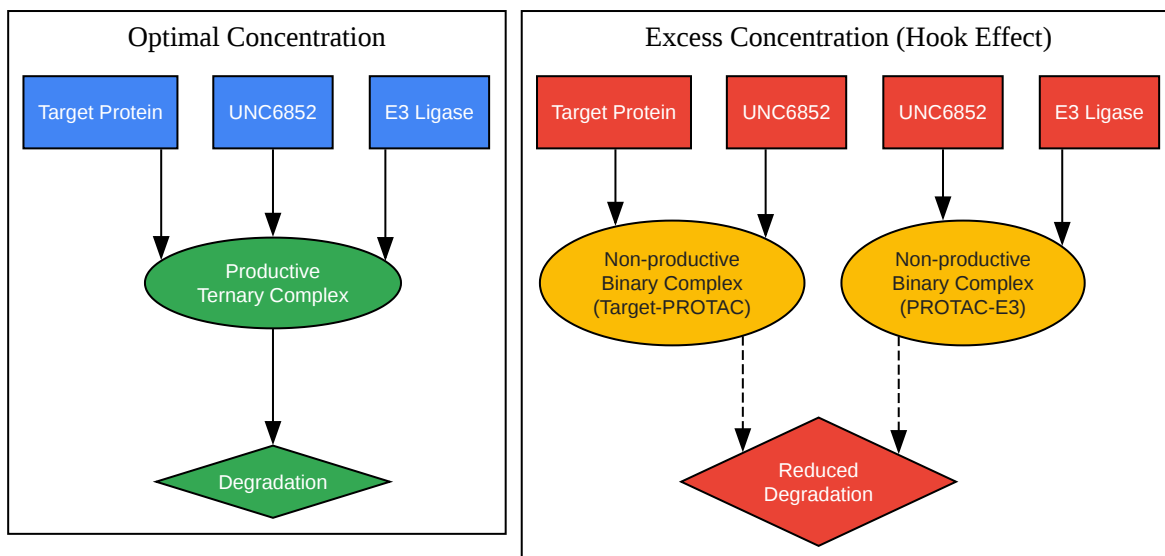 Optimal Concentration
Target Protein
UNC6852
E3 Ligase
Productive
Ternary Complex
Degradation
Excess Concentration (Hook Effect)
Target Protein
UNC6852
UNC6852
E3 Ligase
Non-productive
Binary Complex
(Target-PROTAC)
Non-productive
Binary Complex
(PROTAC-E3)
Reduced
Degradation